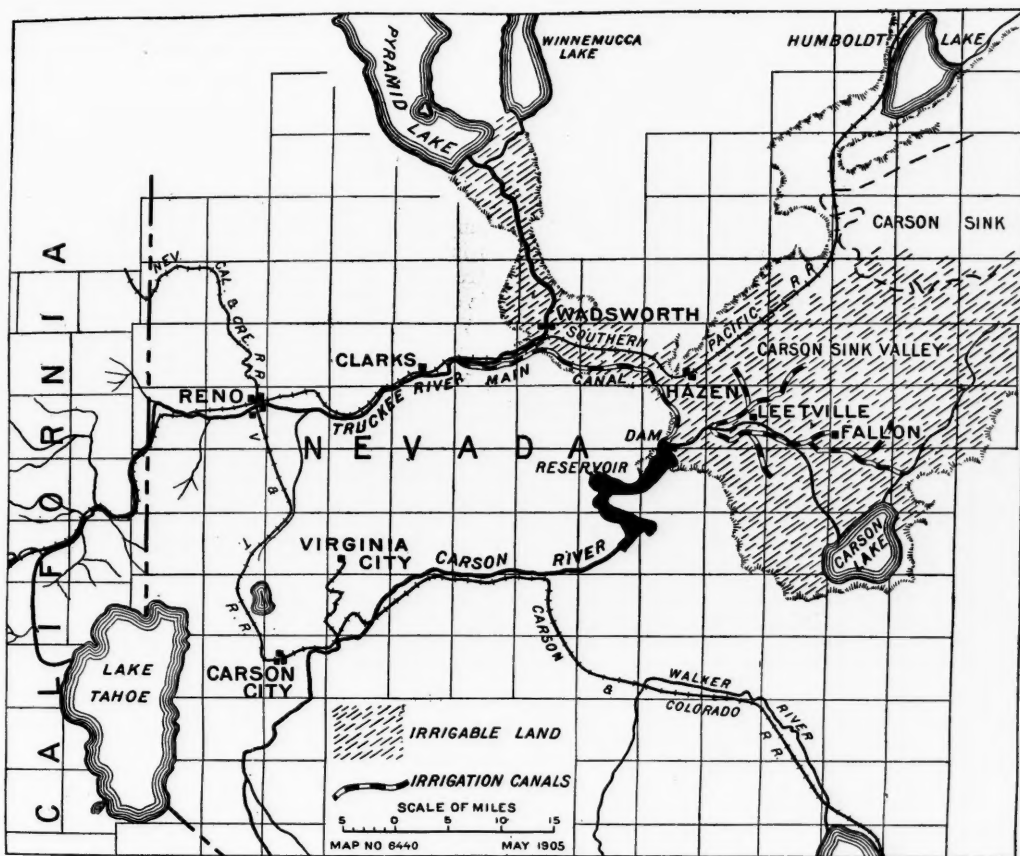 PYRAMID
LAKE
WINNEMUCCA
LAKE
HUMBOLDT LAKE
CARSON SINK
CALIFORNIA
NEV
CAL. & ORE R.R.
WADSWORTH
SOUTHERN PACIFIC R R
CARSON SINK VALLEY
CLARKS
TRUCKEE RIVER
MAIN CANAL
HAZEN
RENO
LEETVILLE
FALLON
NEVADA
DAM
RESERVOIR
V & T R.R.
VIRGINIA
CITY
CARSON RIVER
CARSON
LAKE
CARSON
CITY
LAKE
TAHOE
CARSON & COLORADO R R.
WALKER RIVER
IRRIGABLE LAND
IRRIGATION CANALS
SCALE OF MILES
5 0 5 10 15
MAP NO 6440 MAY 1905